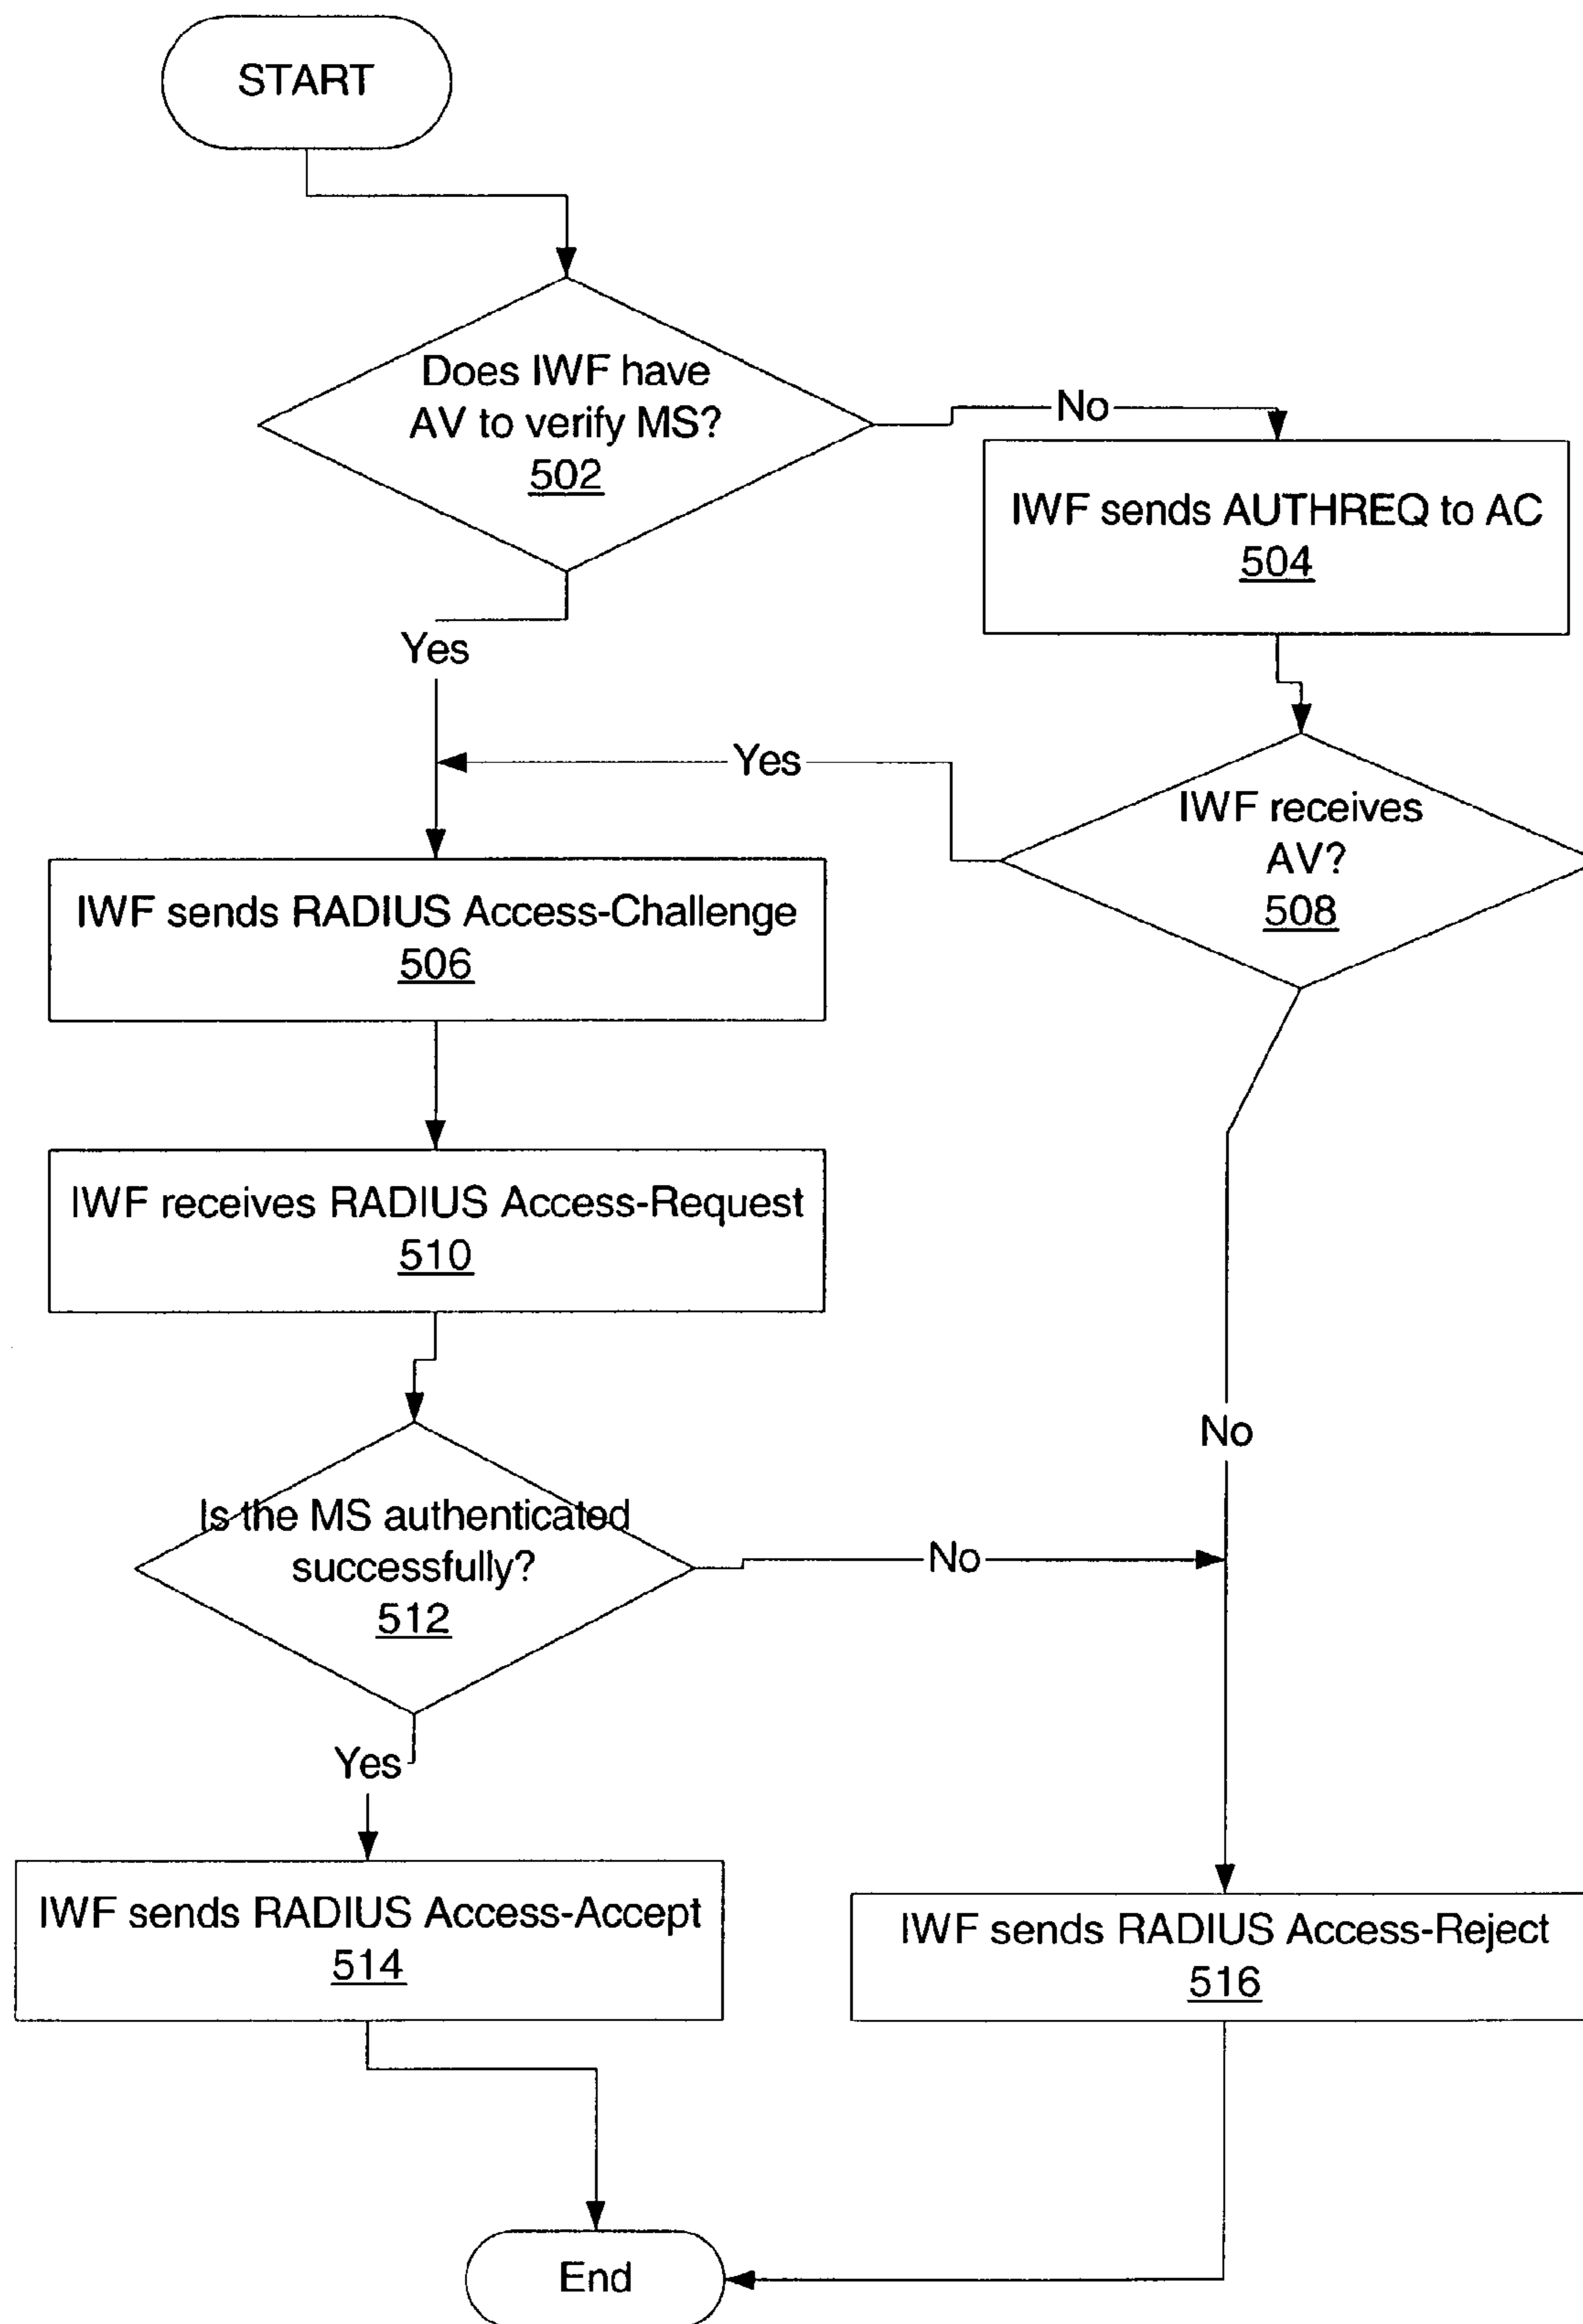 START
Does IWF have
AV to verify MS?
502
No
IWF sends AUTHREQ to AC
504
Yes
Yes
IWF receives
AV?
508
IWF sends RADIUS Access-Challenge
506
IWF receives RADIUS Access-Request
510
No
Is the MS authenticated
successfully?
512
No
Yes
IWF sends RADIUS Access-Accept
514
IWF sends RADIUS Access-Reject
516
End